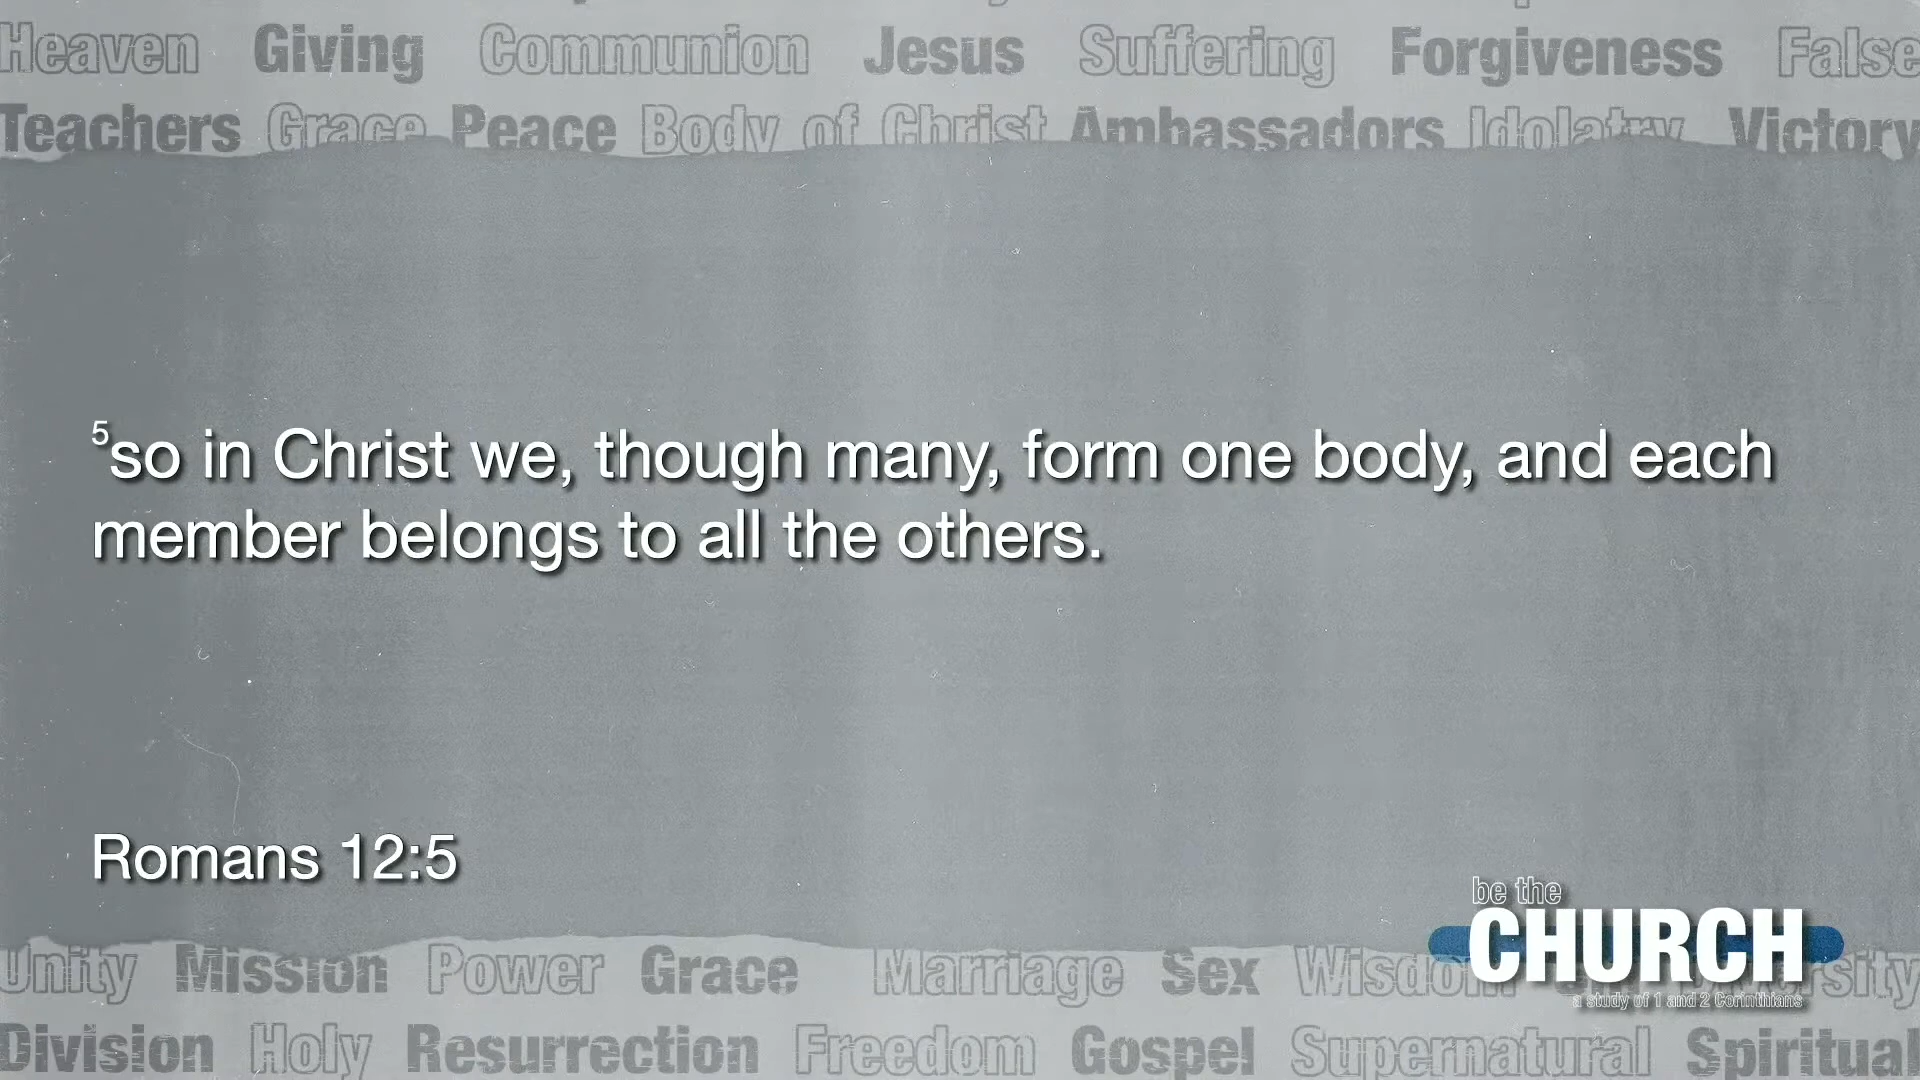 Heaven Giving Communion Jesus Suffering Forgiveness False
Teachers Grace Peace Body of Christ Ambassadors Idolatry Victory
5so in Christ we, though many, form one body, and each
member belongs to all the others.
Romans 12:5
be the
CHURCH
a study of 1 and 2 Corinthians
Unity Mission Power Grace Marriage Sex
Division Holy Resurrection Freedom Gospel Supernatural Spiritual